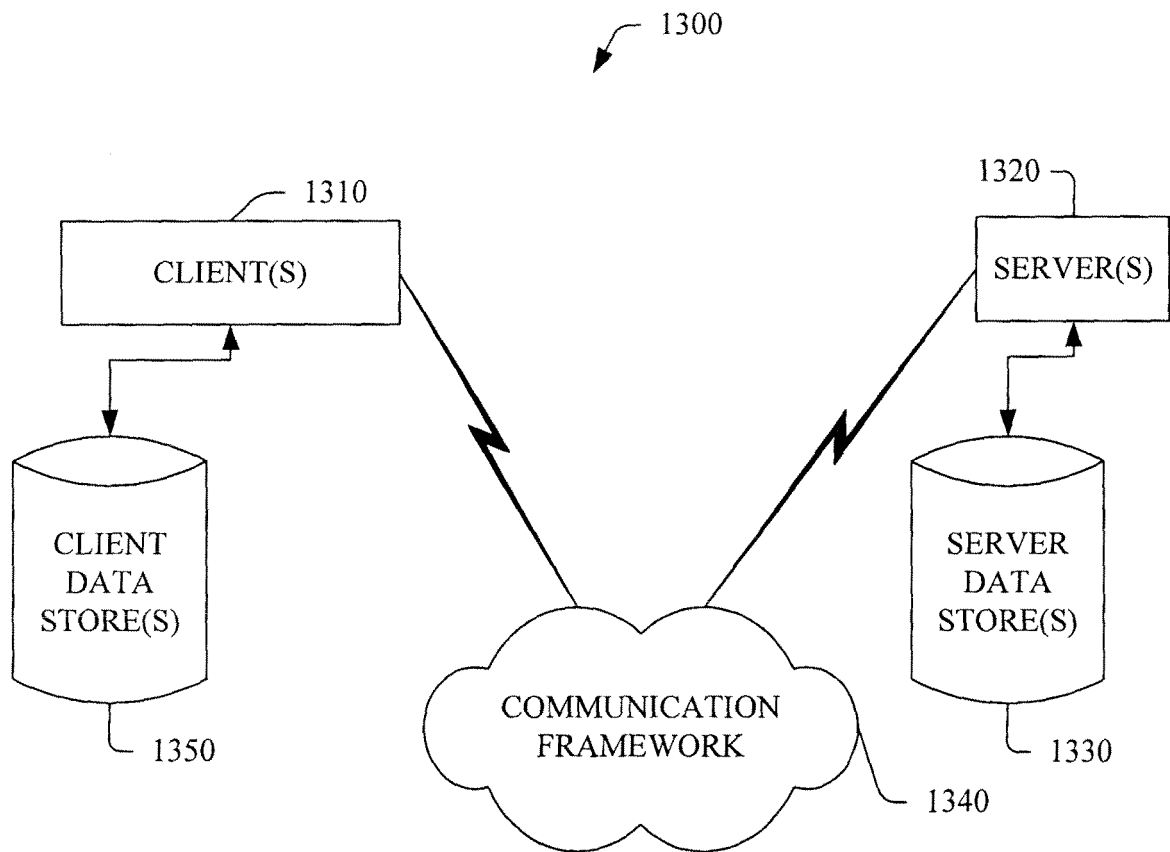 1300
1310
1320
CLIENT(S)
SERVER(S)
CLIENT
DATA
STORE(S)
SERVER
DATA
STORE(S)
COMMUNICATION
FRAMEWORK
1350
1330
1340